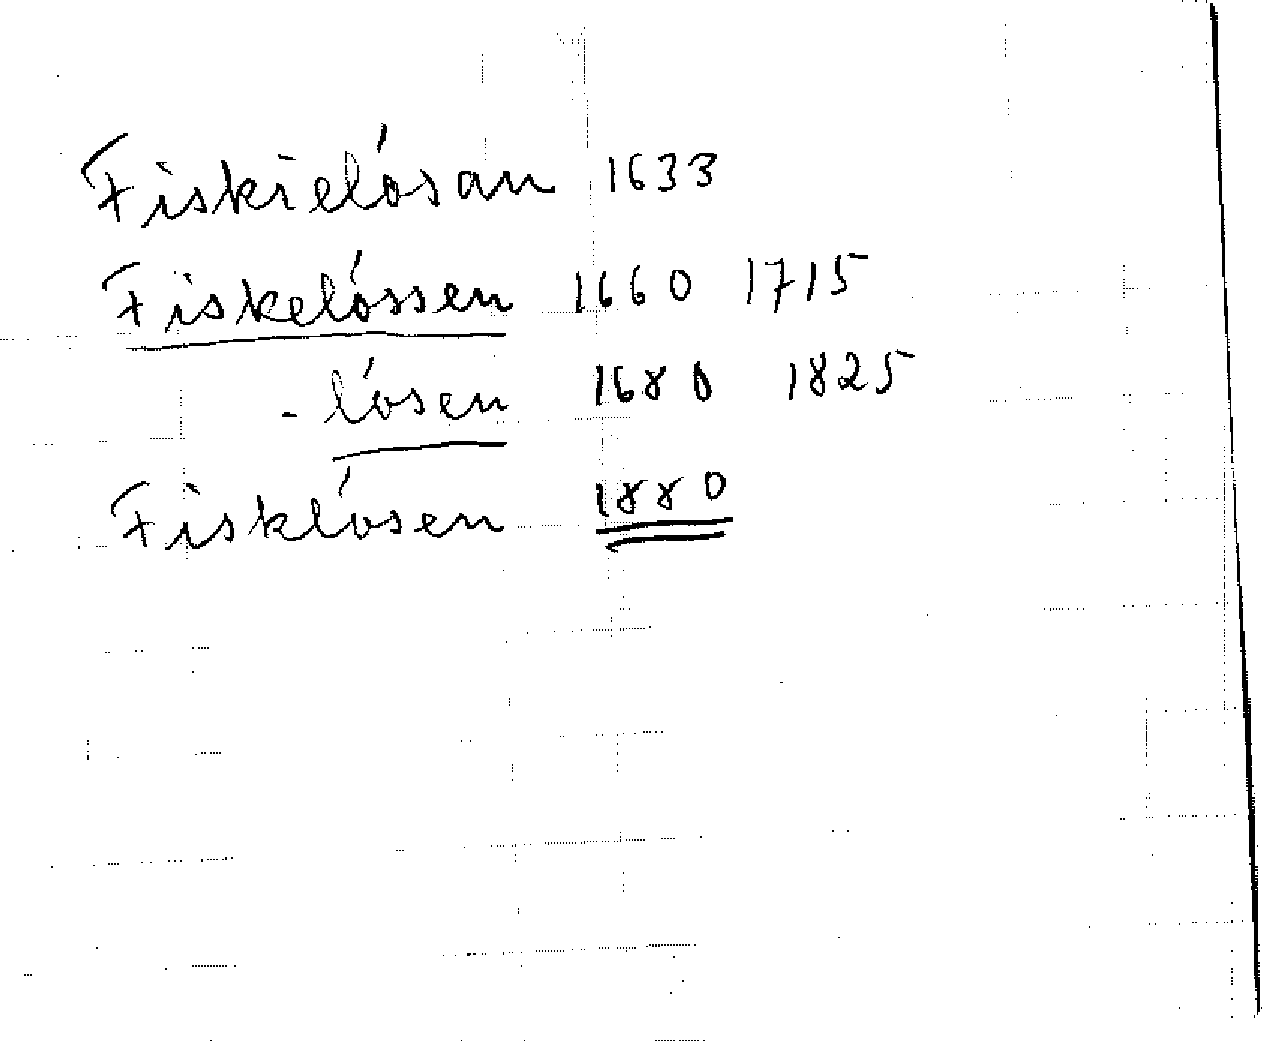 Fiskielósan 1633
Fiskelóssen 1660 1715
- lósen 1680 1825
Fisklósen 1880